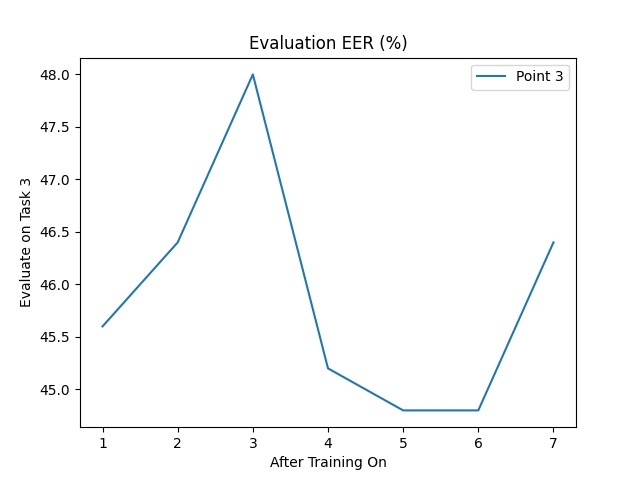 Evaluation EER (%)
Point 3
48.0
47.5
47.0
46.5
46.0
45.5
45.0
Evaluate on Task 3
1 2 3 4 5 6 7
After Training On